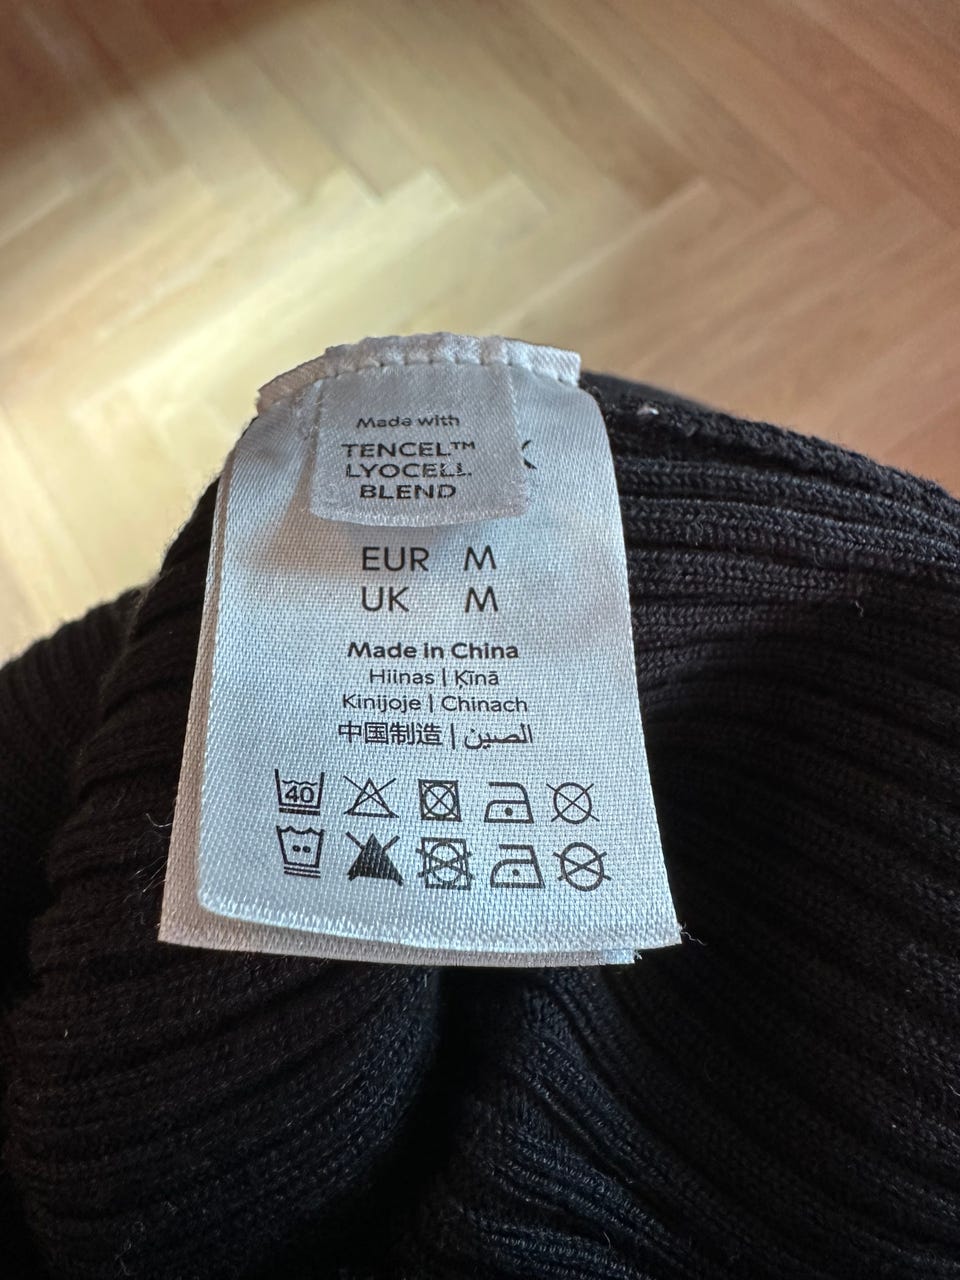 Made with
TENCEL™
LYOCELL
BLEND
EUR M
UK M
Made in China
Hiinas | Ķīnā
Kinijoje | Chinach
中国制造 | الصين
40